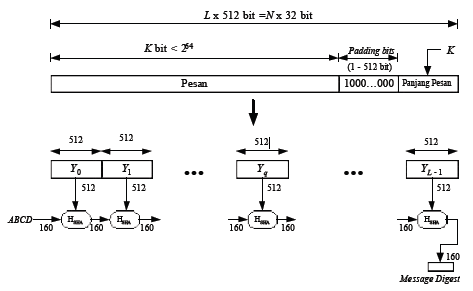 L x 512 bit =N x 32 bit
K bit < 2^64
Padding bits
(1 - 512 bit)
K
Pesan
1000...000
Panjang Pesan
512
512
512
512
Y0
Y1
...
Yq
...
YL - 1
512
512
512
512
ABCD
HSHA
HSHA
HSHA
HSHA
160
160
160
160
160
160
160
Message Digest